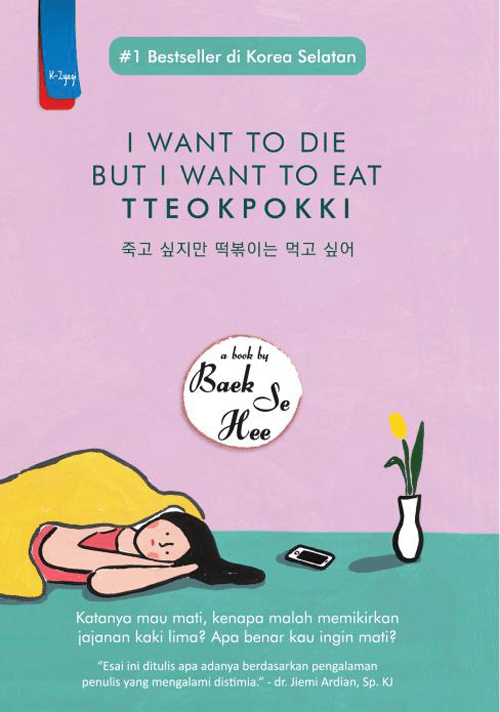 K-Iyagi
#1 Bestseller di Korea Selatan
I WANT TO DIE
BUT I WANT TO EAT
TTEOKPOKKI
죽고 싶지만 떡볶이는 먹고 싶어
a book by
Baek
Se
Hee
Katanya mau mati, kenapa malah memikirkan
jajanan kaki lima? Apa benar kau ingin mati?
"Esai ini ditulis apa adanya berdasarkan pengalaman
penulis yang mengalami distimia." - dr. Jiemi Ardian, Sp. KJ